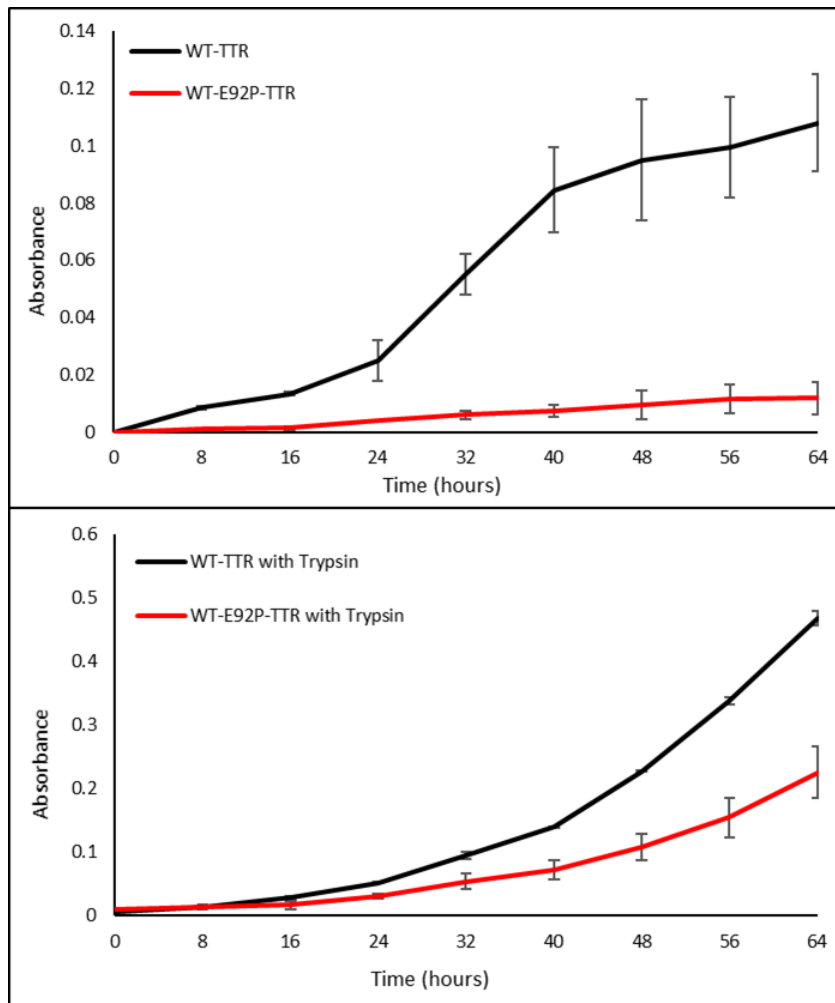 0.14
WT-TTR
0.12
WT-E92P-TTR
0.1
0.08
0.06
0.04
0.02
0
Absorbance
0 8 16 24 32 40 48 56 64
Time (hours)
0.6
WT-TTR with Trypsin
0.5
WT-E92P-TTR with Trypsin
0.4
0.3
0.2
0.1
0
Absorbance
0 8 16 24 32 40 48 56 64
Time (hours)